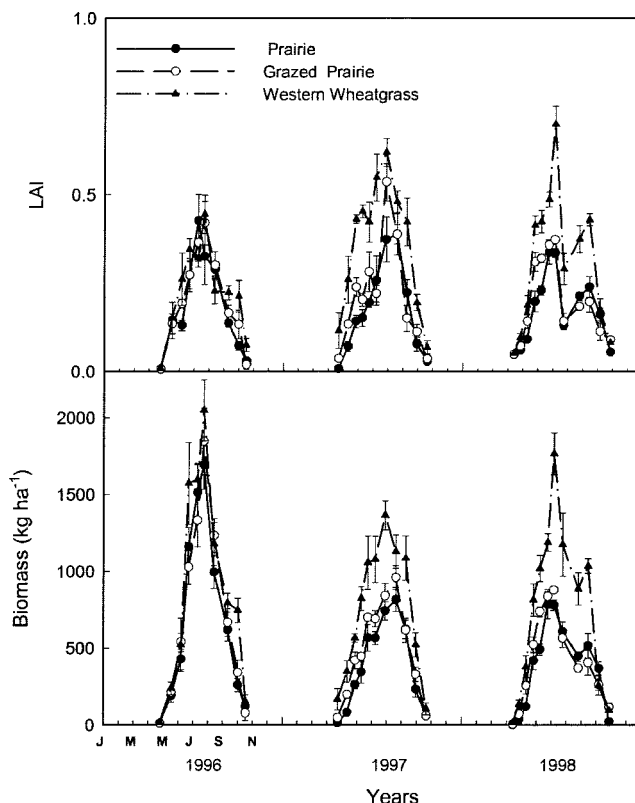 1.0
Prairie
Grazed Prairie
Western Wheatgrass
LAI
0.5
0.0
2000
1500
Biomass (kg ha⁻¹)
1000
500
0
J M M J S N
1996 1997 1998
Years